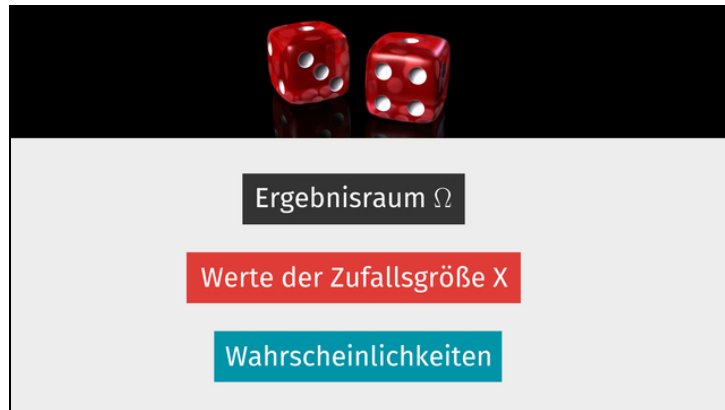 Ergebnisraum Ω
Werte der Zufallsgröße X
Wahrscheinlichkeiten